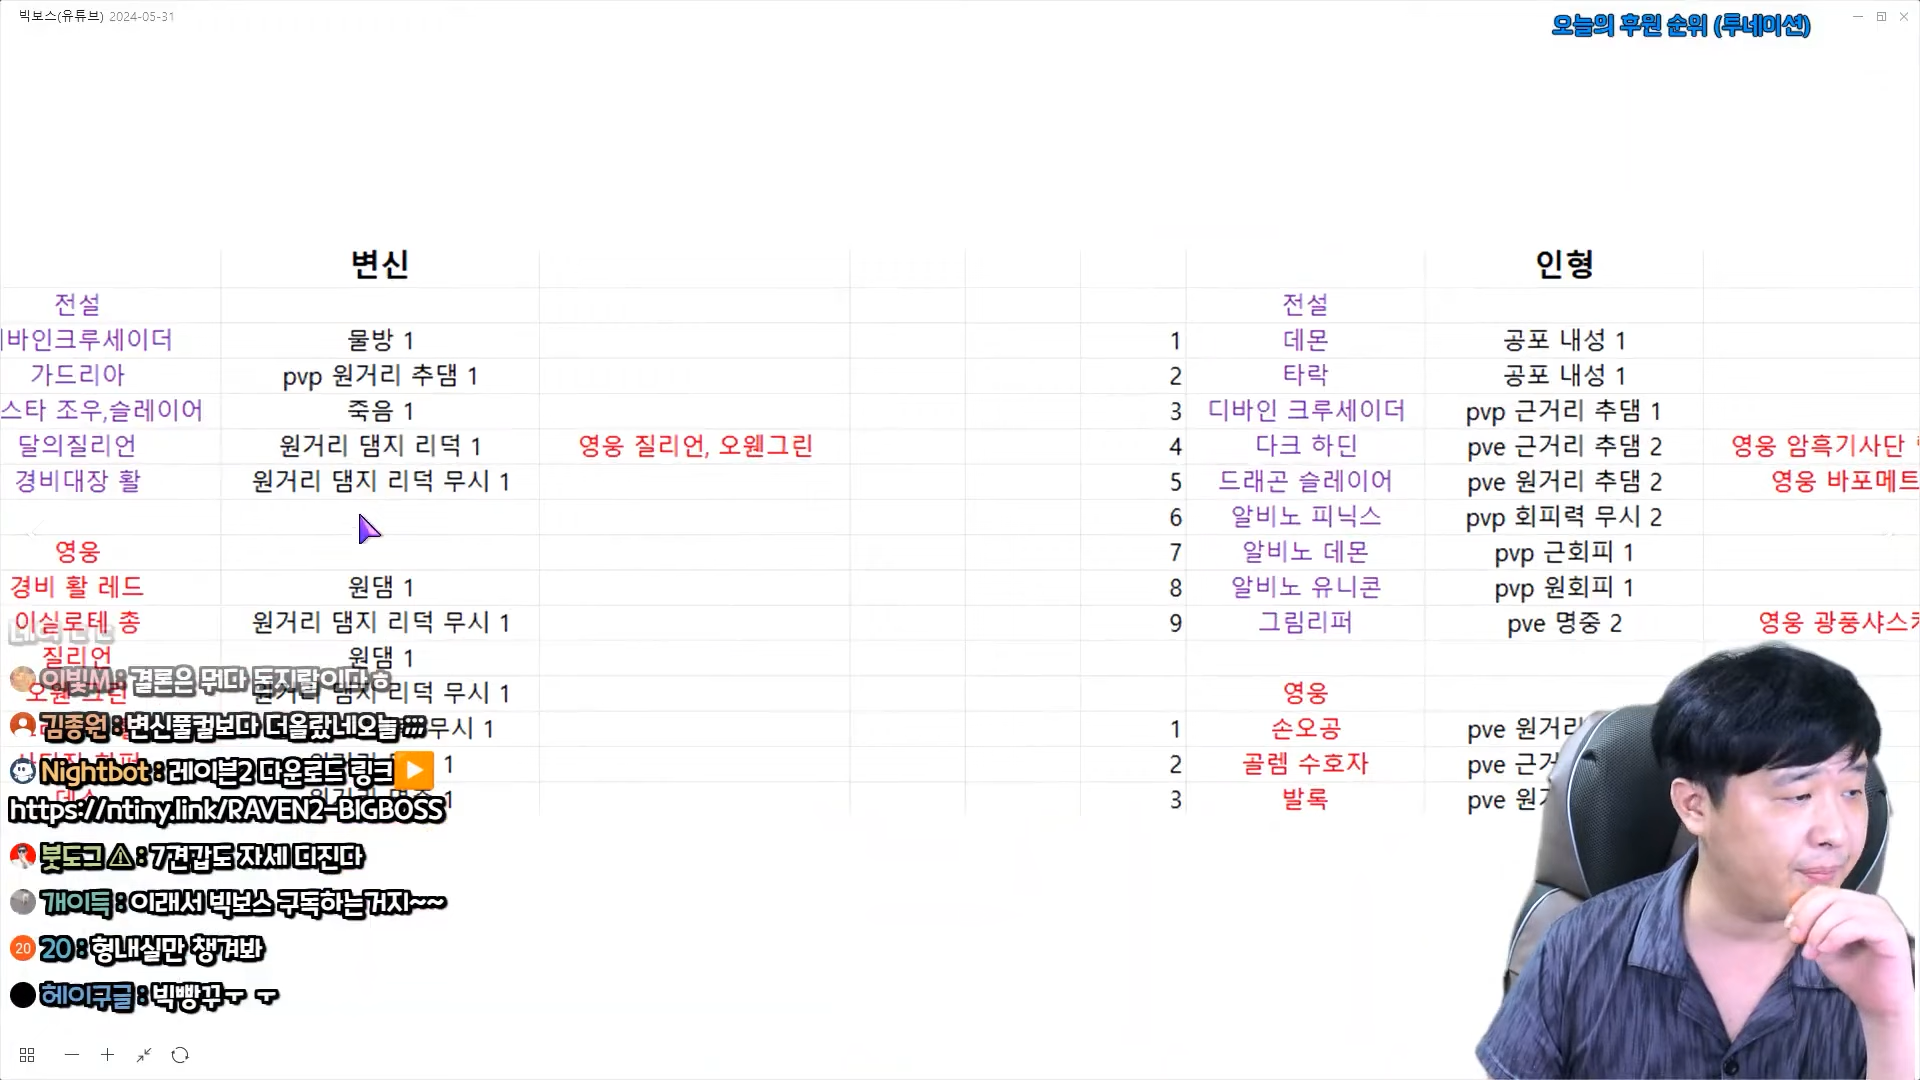 빅보스(유튜브) 2024-05-31
오늘의 후원 순위 (투네이션)
변신
전설
바인크루세이더 물방 1
가드리아 pvp 원거리 추댐 1
스타 조우,슬레이어 죽음 1
달의질리언 원거리 댐지 리덕 1 영웅 질리언, 오웬그린
경비대장 활 원거리 댐지 리덕 무시 1
영웅
경비 활 레드 원댐 1
이실로테 총 원거리 댐지 리덕 무시 1
질리언 원댐 1
오웬 그린 원거리 댐지 리덕 무시 1
무시 1
1
1
인형
전설
1 데몬 공포 내성 1
2 타락 공포 내성 1
3 디바인 크루세이더 pvp 근거리 추댐 1
4 다크 하딘 pve 근거리 추댐 2 영웅 암흑기사단
5 드래곤 슬레이어 pve 원거리 추댐 2 영웅 바포메트
6 알비노 피닉스 pvp 회피력 무시 2
7 알비노 데몬 pvp 근회피 1
8 알비노 유니콘 pvp 원회피 1
9 그림리퍼 pve 명중 2 영웅 광풍샤스
영웅
1 손오공 pve 원거리
2 골렘 수호자 pve 근거
3 발록 pve 원
이빛M : 결론은 뭐다 돈지랄이다ㅎ
김종원 : 변신풀컬보다 더올랐네오늘 ;;;;
Nightbot : 레이븐2 다운로드 링크
https://ntiny.link/RAVEN2-BIGBOSS
붓도그 : 7견갑도 자세 디진다
개이득 : 이래서 빅보스 구독하는거지~~
20 20 : 형내실만 챙겨봐
헤이구글 : 빅빵꾸ㅜ ㅜ